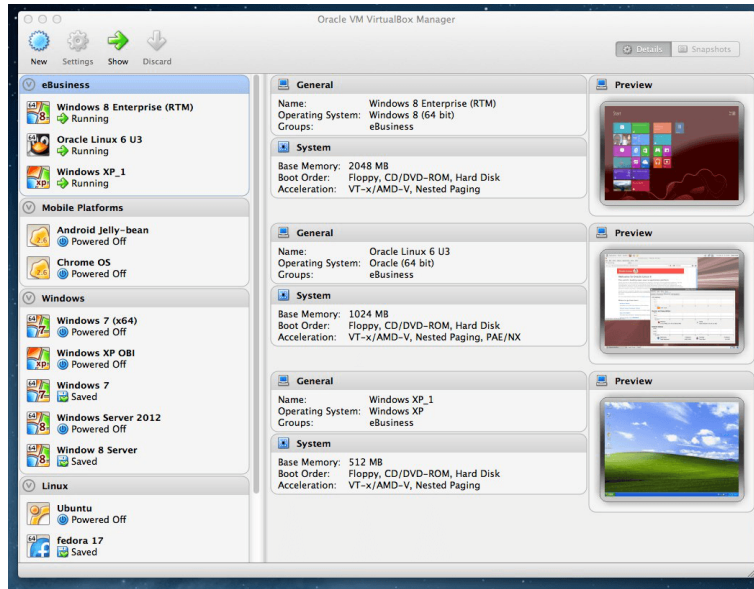 Oracle VM VirtualBox Manager
New
Settings
Show
Discard
Details
Snapshots
eBusiness
Windows 8 Enterprise (RTM)
Running
Oracle Linux 6 U3
Running
Windows XP_1
Running
Mobile Platforms
Android Jelly-bean
Powered Off
Chrome OS
Powered Off
Windows
Windows 7 (x64)
Powered Off
Windows XP OBI
Powered Off
Windows 7
Saved
Windows Server 2012
Powered Off
Window 8 Server
Saved
Linux
Ubuntu
Powered Off
fedora 17
Saved
General
Name: Windows 8 Enterprise (RTM)
Operating System: Windows 8 (64 bit)
Groups: eBusiness
System
Base Memory: 2048 MB
Boot Order: Floppy, CD/DVD-ROM, Hard Disk
Acceleration: VT-x/AMD-V, Nested Paging
Preview
General
Name: Oracle Linux 6 U3
Operating System: Oracle (64 bit)
Groups: eBusiness
System
Base Memory: 1024 MB
Boot Order: Floppy, CD/DVD-ROM, Hard Disk
Acceleration: VT-x/AMD-V, Nested Paging, PAE/NX
Preview
General
Name: Windows XP_1
Operating System: Windows XP
Groups: eBusiness
System
Base Memory: 512 MB
Boot Order: Floppy, CD/DVD-ROM, Hard Disk
Acceleration: VT-x/AMD-V, Nested Paging
Preview